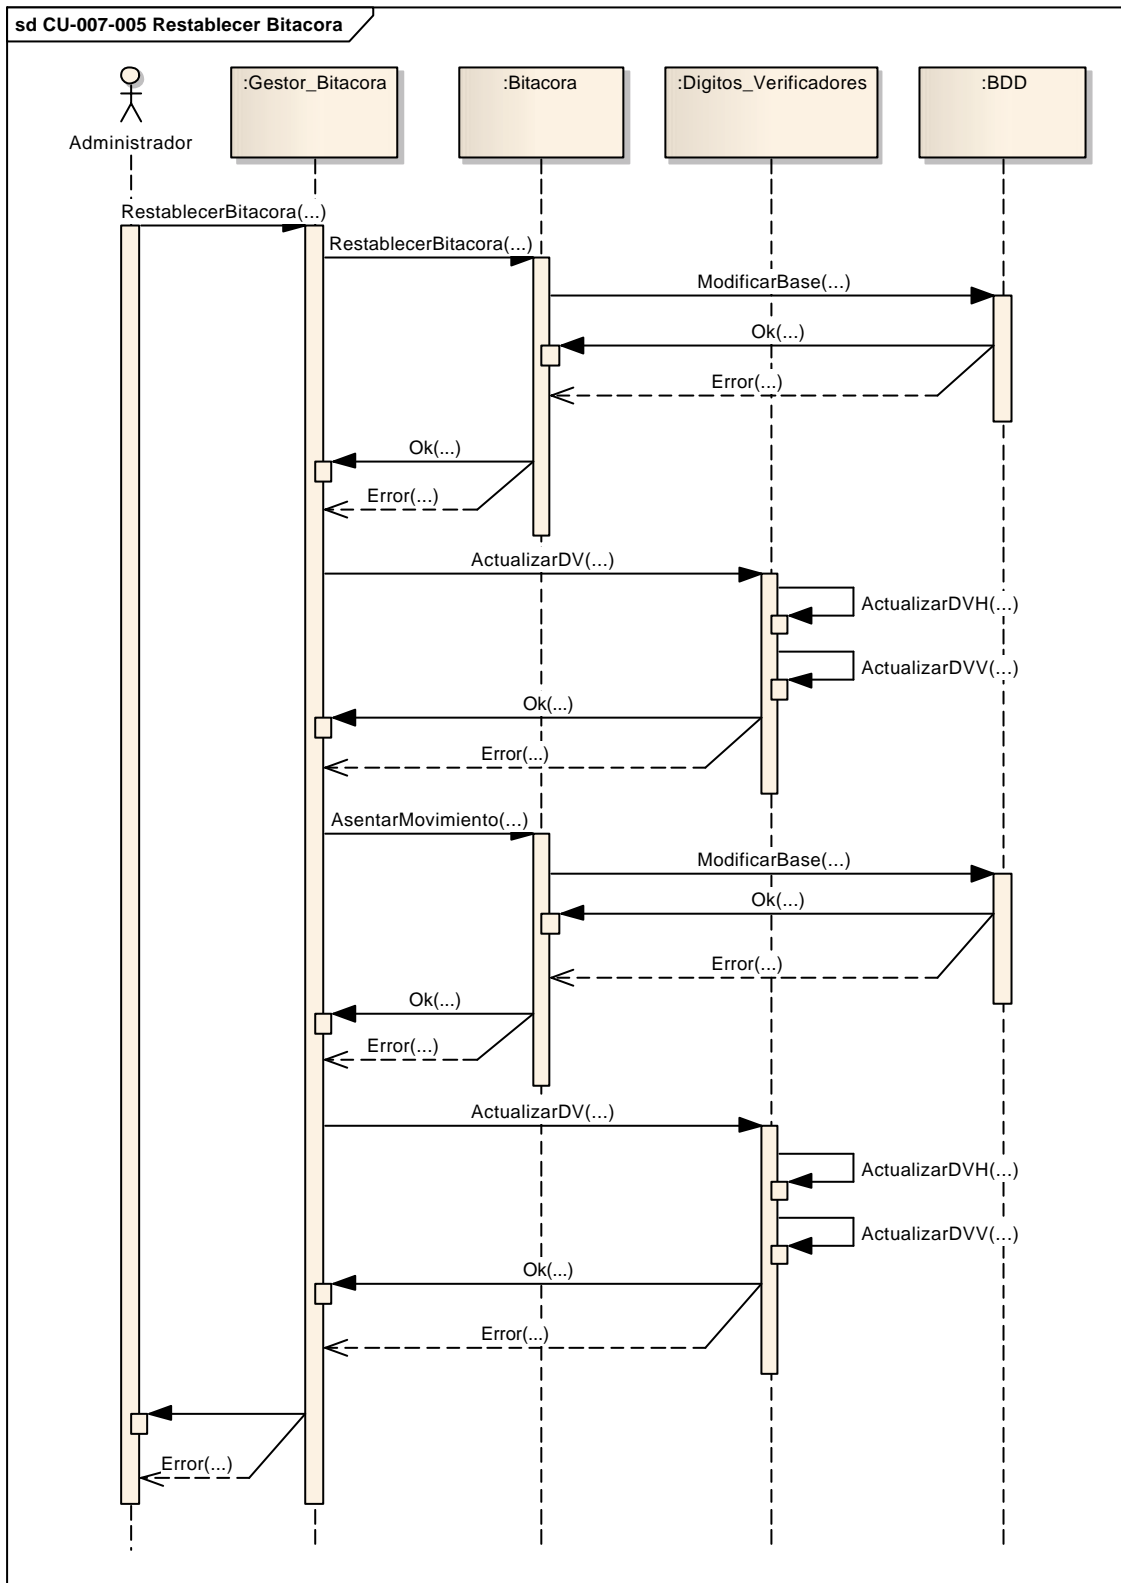 sd CU-007-005 Restablecer Bitacora
Administrador
:Gestor_Bitacora
:Bitacora
:Digitos_Verificadores
:BDD
RestablecerBitacora(...)
RestablecerBitacora(...)
ModificarBase(...)
Ok(...)
Error(...)
Ok(...)
Error(...)
ActualizarDV(...)
ActualizarDVH(...)
ActualizarDVV(...)
Ok(...)
Error(...)
AsentarMovimiento(...)
ModificarBase(...)
Ok(...)
Error(...)
Ok(...)
Error(...)
ActualizarDV(...)
ActualizarDVH(...)
ActualizarDVV(...)
Ok(...)
Error(...)
Error(...)